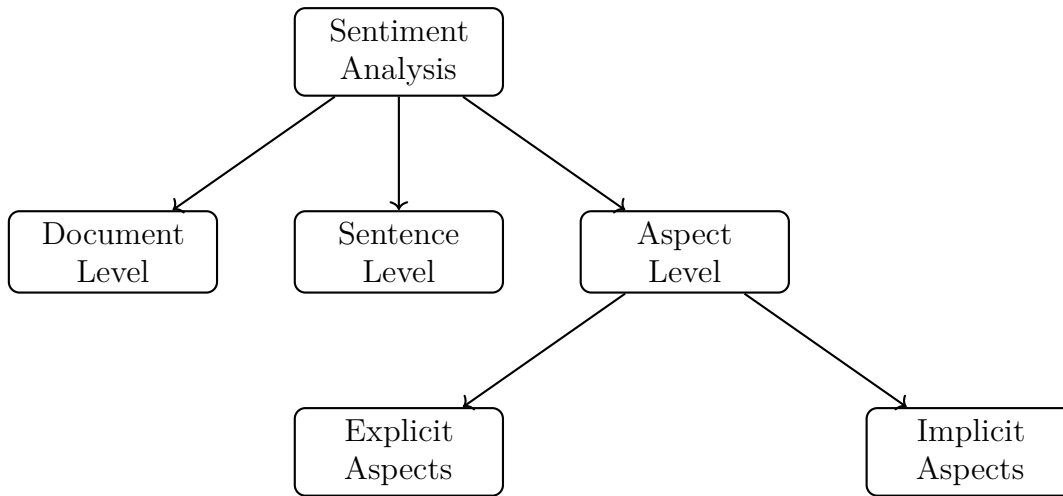 Sentiment
Analysis
Document
Level
Sentence
Level
Aspect
Level
Explicit
Aspects
Implicit
Aspects